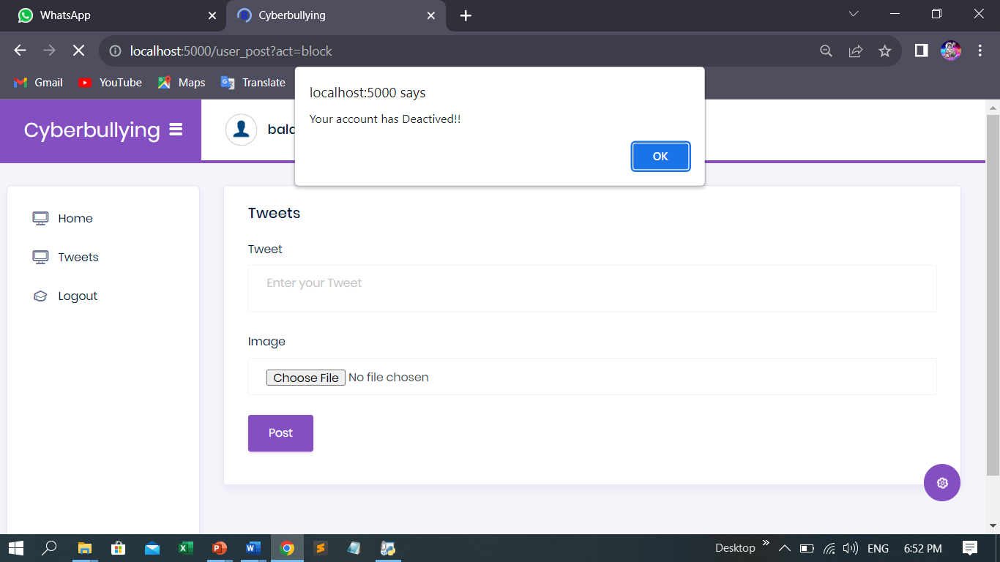 WhatsApp
Cyberbullying
localhost:5000/user_post?act=block
Gmail
YouTube
Maps
Translate
localhost:5000 says
Your account has Deactived!!
OK
Cyberbullying
Home
Tweets
Logout
Tweets
Tweet
Enter your Tweet
Image
Choose File No file chosen
Post
Desktop
ENG
6:52 PM